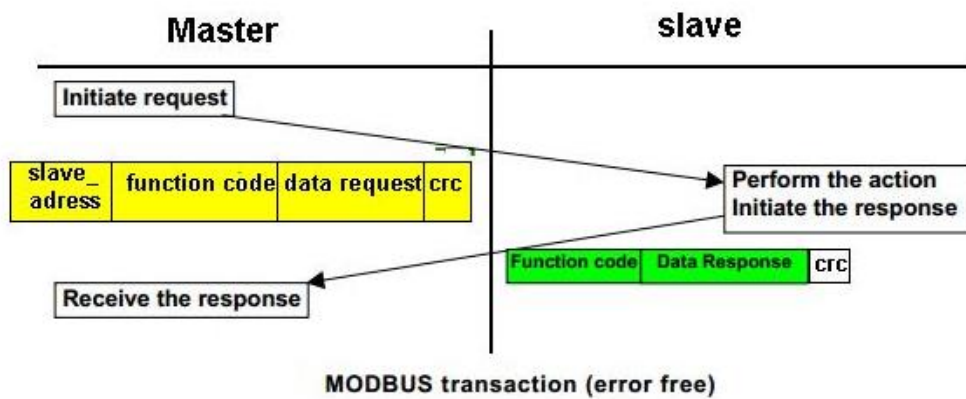 Master
slave
Initiate request
slave_
adress
function code
data request
crc
Perform the action
Initiate the response
Function code
Data Response
crc
Receive the response
MODBUS transaction (error free)